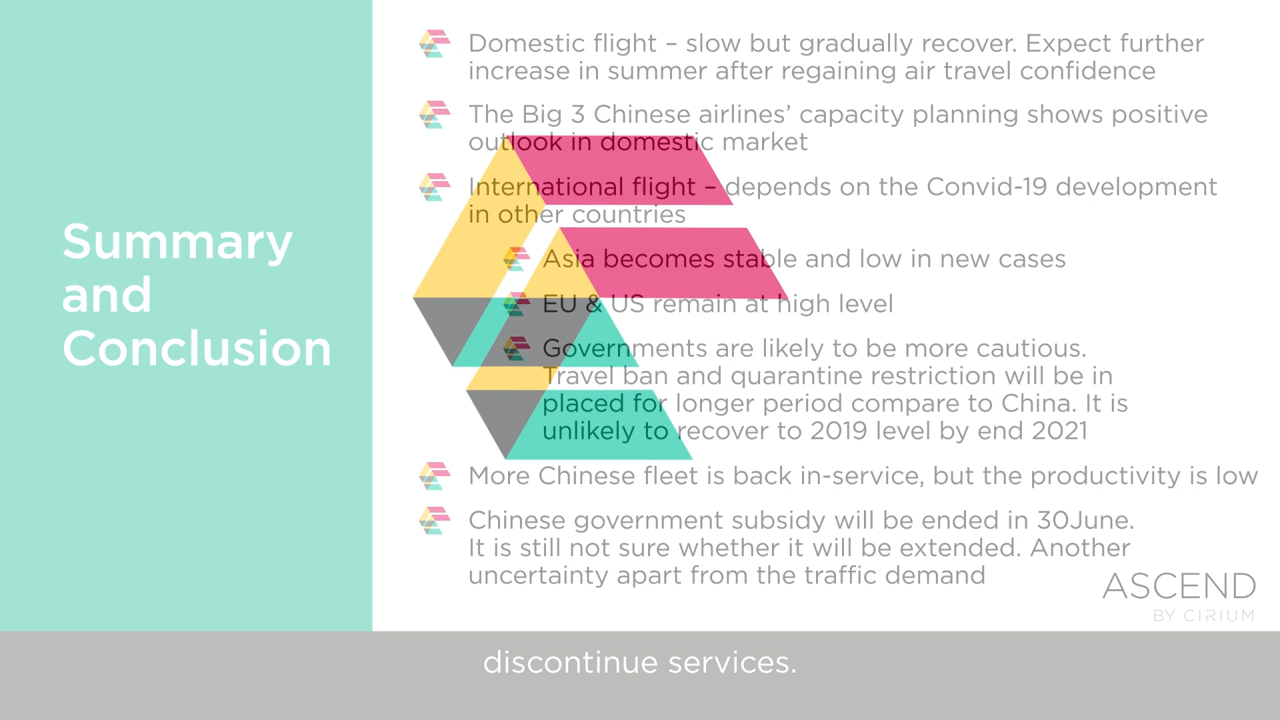 Summary
and
Conclusion
Domestic flight – slow but gradually recover. Expect further
increase in summer after regaining air travel confidence
The Big 3 Chinese airlines’ capacity planning shows positive
outlook in domestic market
International flight – depends on the Convid-19 development
in other countries
Asia becomes stable and low in new cases
EU & US remain at high level
Governments are likely to be more cautious.
Travel ban and quarantine restriction will be in
placed for longer period compare to China. It is
unlikely to recover to 2019 level by end 2021
More Chinese fleet is back in-service, but the productivity is low
Chinese government subsidy will be ended in 30June.
It is still not sure whether it will be extended. Another
uncertainty apart from the traffic demand
ASCEND
BY CIRIUM
discontinue services.